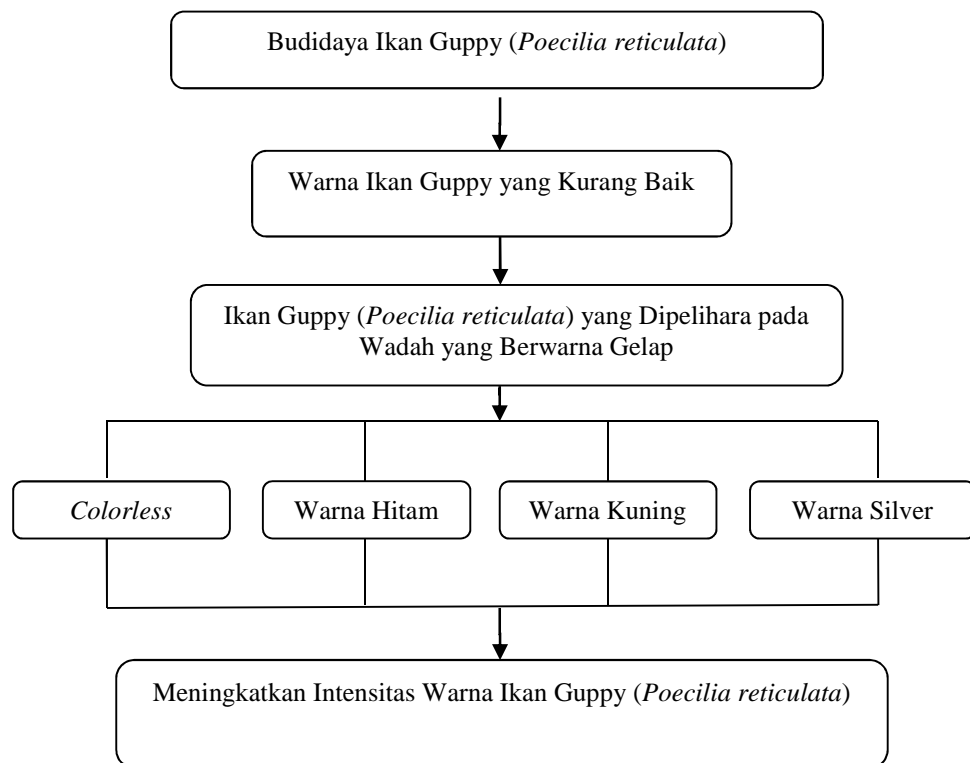 Budidaya Ikan Guppy (Poecilia reticulata)
Warna Ikan Guppy yang Kurang Baik
Ikan Guppy (Poecilia reticulata) yang Dipelihara pada
Wadah yang Berwarna Gelap
Colorless
Warna Hitam
Warna Kuning
Warna Silver
Meningkatkan Intensitas Warna Ikan Guppy (Poecilia reticulata)